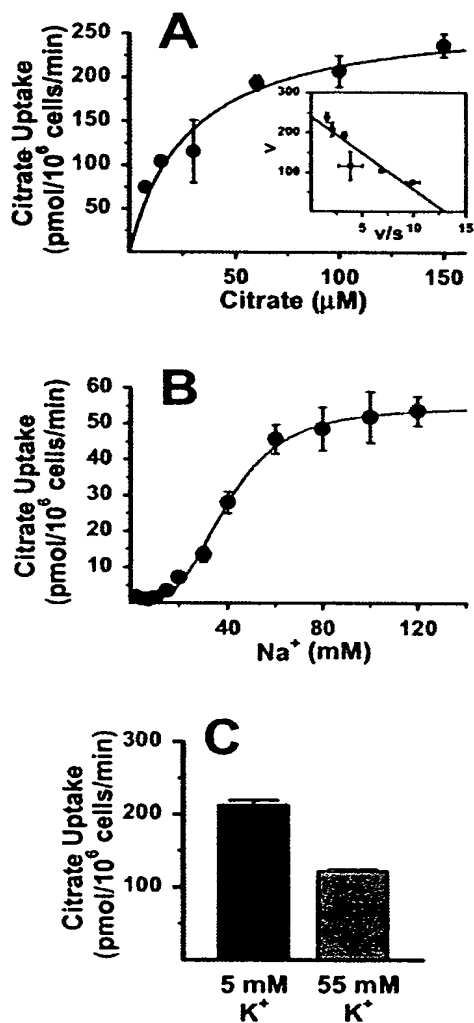 A
Citrate Uptake
(pmol/10⁶ cells/min)
250
200
150
100
50
50
100
150
Citrate (μM)
300
200
100
V
5
10
15
v/s
B
Citrate Uptake
(pmol/10⁶ cells/min)
60
50
40
30
20
10
40
80
120
Na⁺ (mM)
C
Citrate Uptake
(pmol/10⁶ cells/min)
300
200
100
5 mM
K⁺
55 mM
K⁺